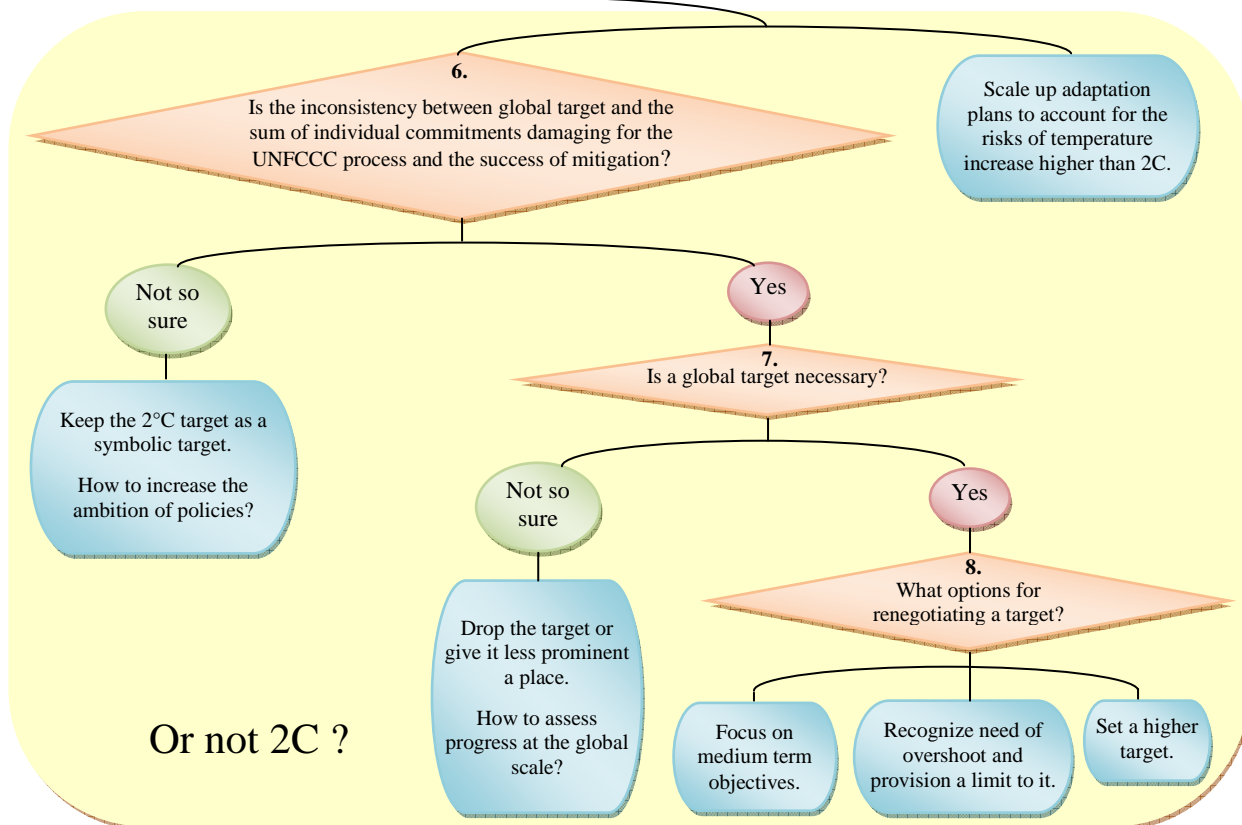 6.
Is the inconsistency between global target and the
sum of individual commitments damaging for the
UNFCCC process and the success of mitigation?
Scale up adaptation
plans to account for the
risks of temperature
increase higher than 2C.
Not so
sure
Yes
Keep the 2°C target as a
symbolic target.
How to increase the
ambition of policies?
7.
Is a global target necessary?
Not so
sure
Yes
Drop the target or
give it less prominent
a place.
How to assess
progress at the global
scale?
8.
What options for
renegotiating a target?
Focus on
medium term
objectives.
Recognize need of
overshoot and
provision a limit to it.
Set a higher
target.
Or not 2C ?